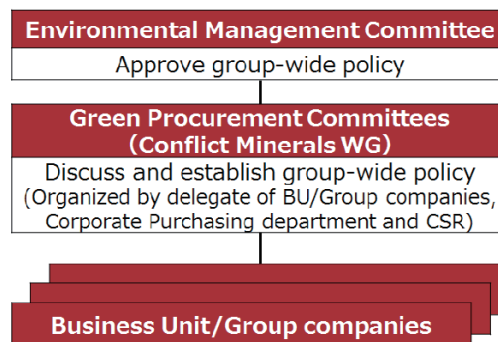 Environmental Management Committee
Approve group-wide policy
Green Procurement Committees
(Conflict Minerals WG)
Discuss and establish group-wide policy
(Organized by delegate of BU/Group companies,
Corporate Purchasing department and CSR)
Business Unit/Group companies